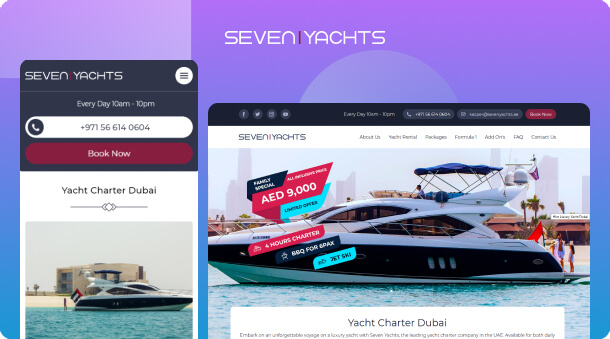 SEVEN|YACHTS
SEVEN|YACHTS
Every Day 10am - 10pm
+971 56 614 0604
Book Now
Yacht Charter Dubai
Every Day 10am - 10pm
+971 56 614 0604
Book Now
SEVEN|YACHTS
About Us
Yacht Rental
Packages
Formula 1
Add On's
FAQ
Contact Us
FAMILY SPECIAL
ALL INCLUSIVE PRICE
AED 9,000
LIMITED OFFER
4 HOURS CHARTER
BBQ FOR 6PAX
JET SKI
Yacht Charter Dubai
Embark on an unforgettable voyage on a luxury yacht with Seven Yachts, the leading yacht charter company in the UAE. Available for both daily